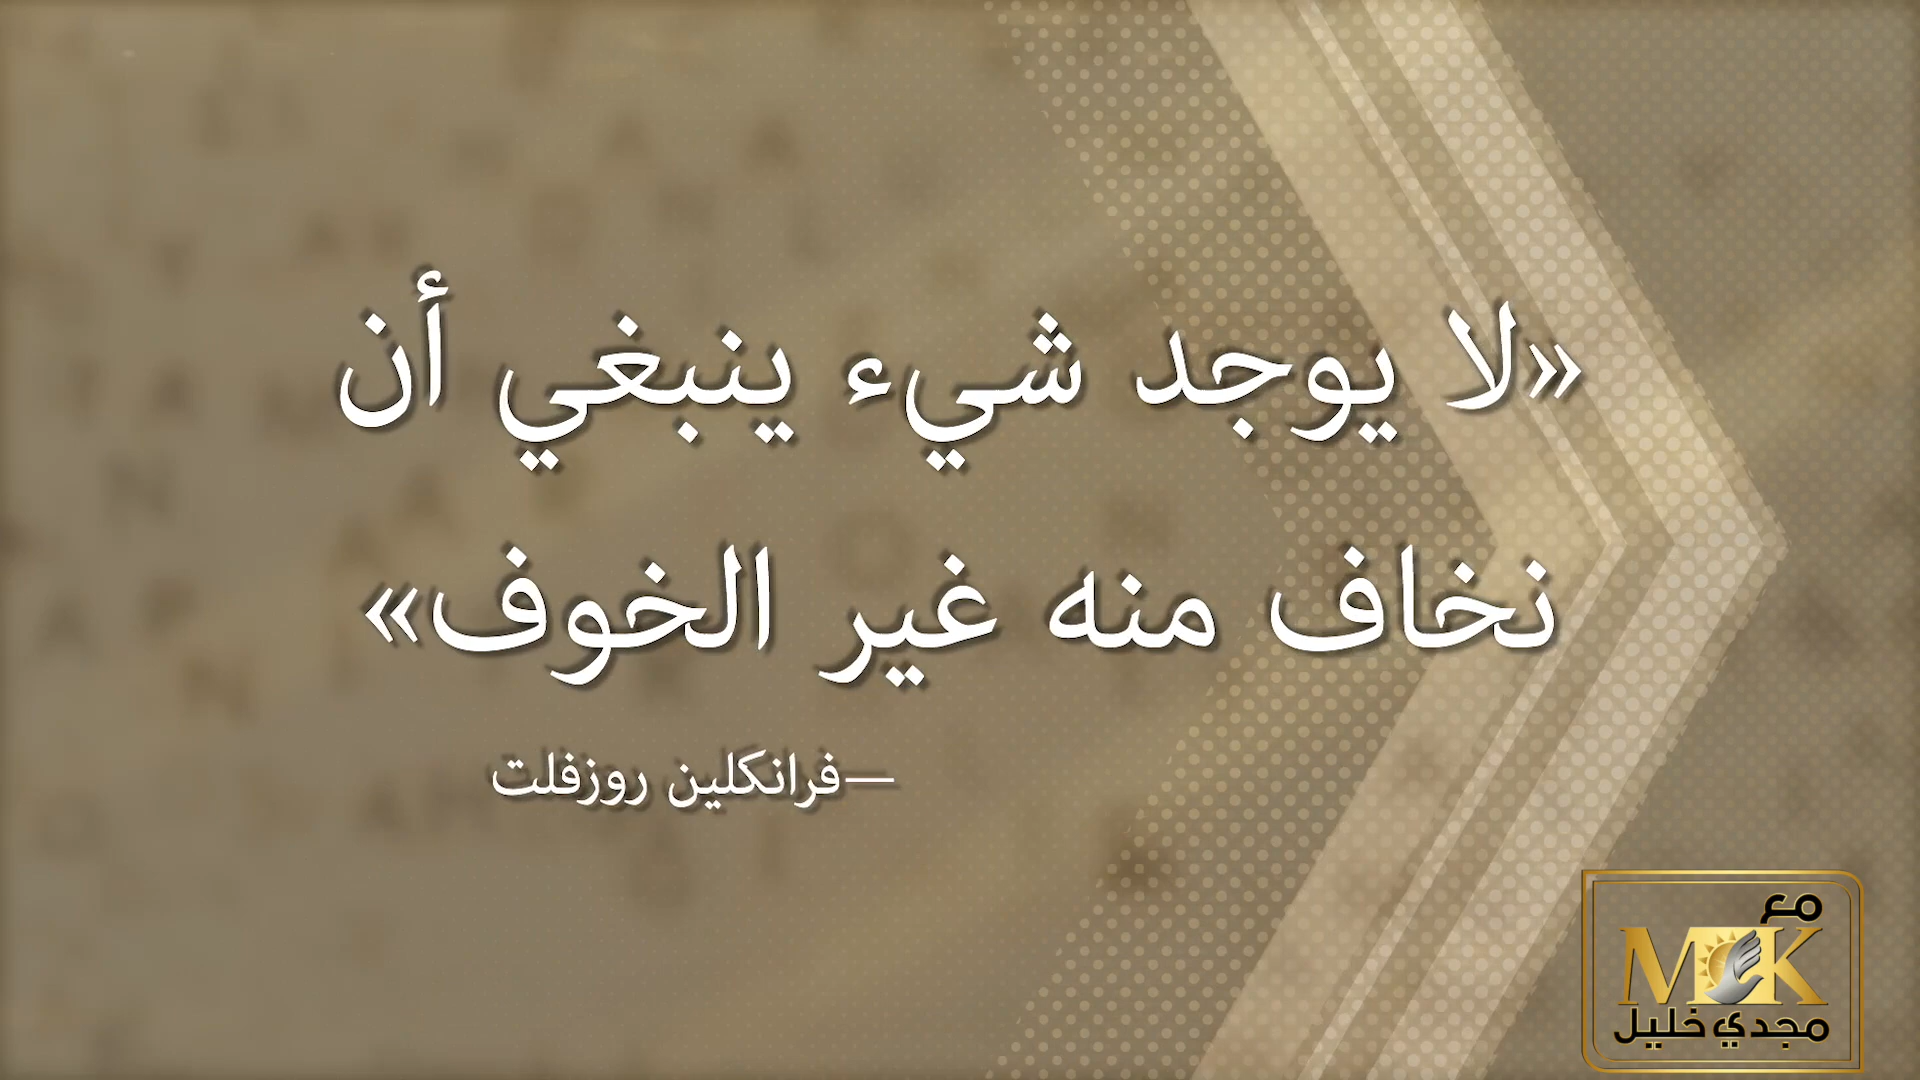 «لا يوجد شيء ينبغي أن
نخاف منه غير الخوف»
—فرانكلين روزفلت
مع
MK
مجدي خليل